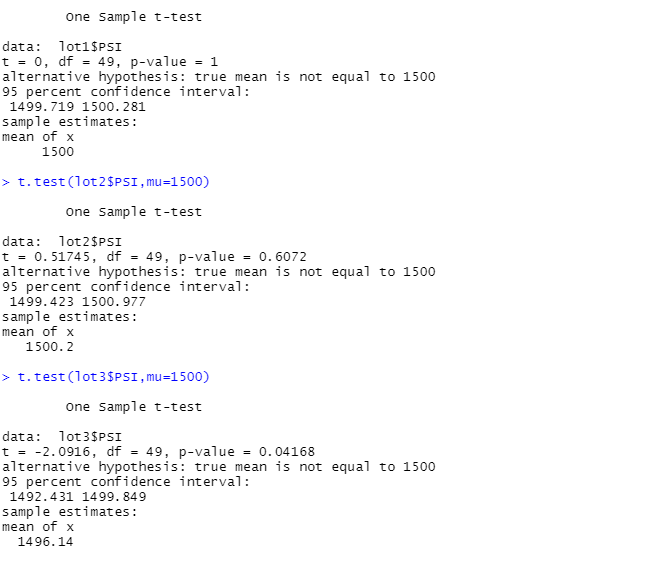 One Sample t-test
data:  lot1$PSI
t = 0, df = 49, p-value = 1
alternative hypothesis: true mean is not equal to 1500
95 percent confidence interval:
 1499.719 1500.281
sample estimates:
mean of x
     1500
> t.test(lot2$PSI,mu=1500)
One Sample t-test
data:  lot2$PSI
t = 0.51745, df = 49, p-value = 0.6072
alternative hypothesis: true mean is not equal to 1500
95 percent confidence interval:
 1499.423 1500.977
sample estimates:
mean of x
   1500.2
> t.test(lot3$PSI,mu=1500)
One Sample t-test
data:  lot3$PSI
t = -2.0916, df = 49, p-value = 0.04168
alternative hypothesis: true mean is not equal to 1500
95 percent confidence interval:
 1492.431 1499.849
sample estimates:
mean of x
  1496.14